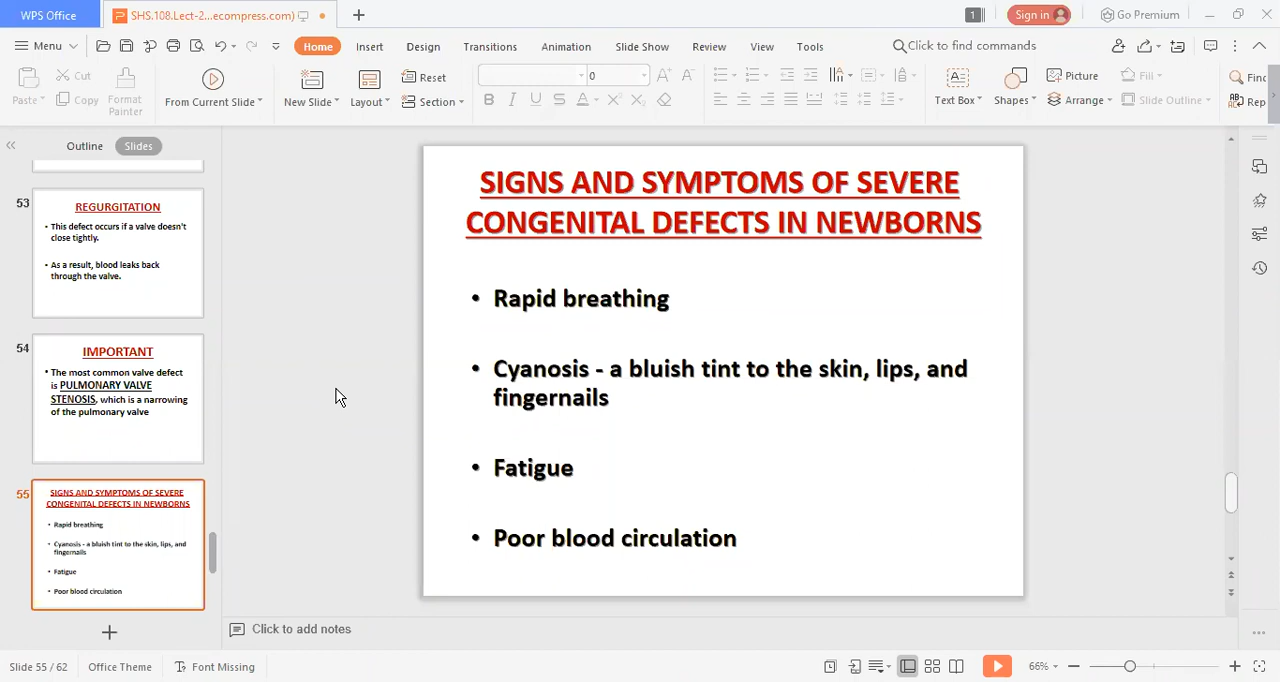 WPS Office
SHS.108.Lect-2...ecompress.com)
1
Sign in
Go Premium
Menu
Home
Insert
Design
Transitions
Animation
Slide Show
Review
View
Tools
Click to find commands
Paste
Cut
Copy
Format
Painter
From Current Slide
New Slide
Layout
Reset
Section
0
Text Box
Shapes
Picture
Arrange
Fill
Slide Outline
Find
Rep
Outline
Slides
53
REGURGITATION
• This defect occurs if a valve doesn't
close tightly.
• As a result, blood leaks back
through the valve.
54
IMPORTANT
• The most common valve defect
is PULMONARY VALVE
STENOSIS, which is a narrowing
of the pulmonary valve
55
SIGNS AND SYMPTOMS OF SEVERE
CONGENITAL DEFECTS IN NEWBORNS
• Rapid breathing
• Cyanosis - a bluish tint to the skin, lips, and
fingernails
• Fatigue
• Poor blood circulation
SIGNS AND SYMPTOMS OF SEVERE
CONGENITAL DEFECTS IN NEWBORNS
• Rapid breathing
• Cyanosis - a bluish tint to the skin, lips, and
fingernails
• Fatigue
• Poor blood circulation
Click to add notes
Slide 55 / 62
Office Theme
Font Missing
66%